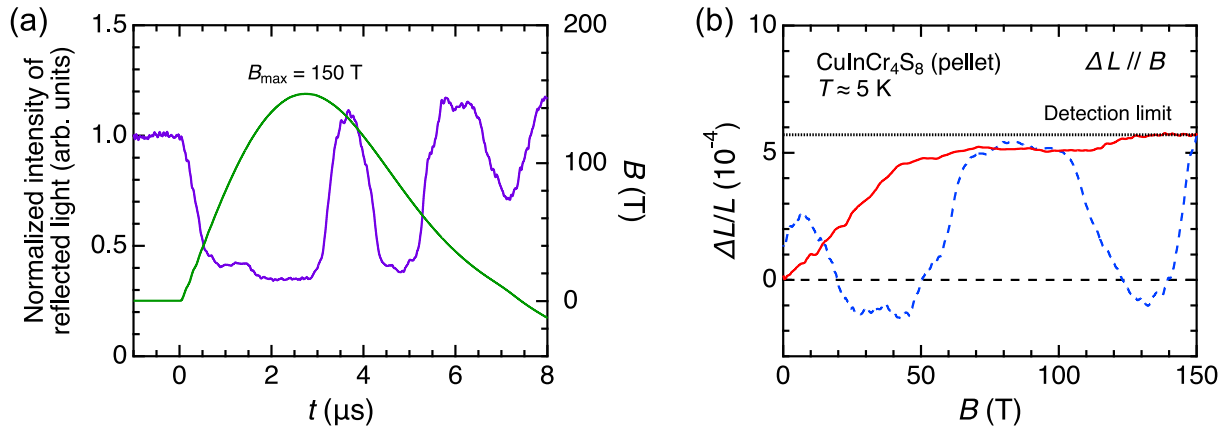 (a)
Normalized intensity of
reflected light (arb. units)
1.5
1.0
0.5
0
0
2
4
6
8
t (μs)
200
100
0
B (T)
Bmax = 150 T
(b)
ΔL/L (10-4)
10
5
0
0
50
100
150
B (T)
CuInCr4S8 (pellet)
T ≈ 5 K
ΔL // B
Detection limit